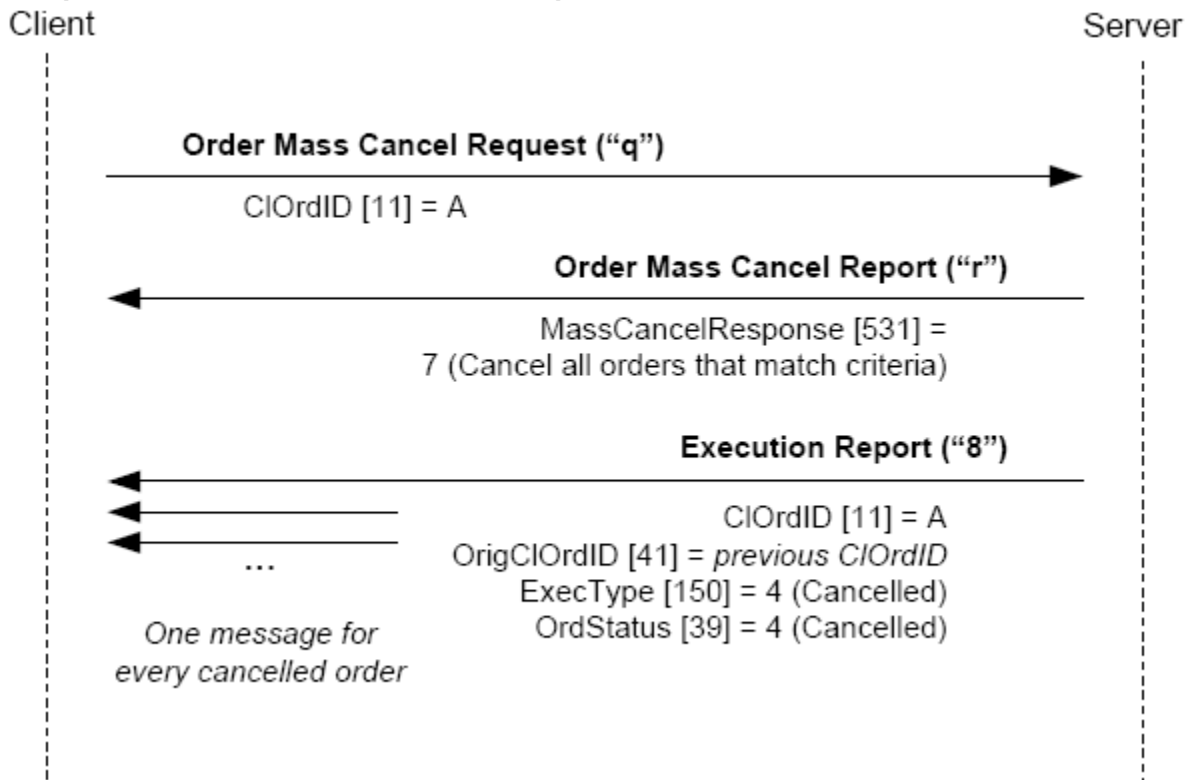 Client
Server
Order Mass Cancel Request (“q”)
ClOrdID [11] = A
Order Mass Cancel Report (“r”)
MassCancelResponse [531] =
7 (Cancel all orders that match criteria)
Execution Report (“8”)
ClOrdID [11] = A
OrigClOrdID [41] = previous ClOrdID
ExecType [150] = 4 (Cancelled)
OrdStatus [39] = 4 (Cancelled)
...
One message for
every cancelled order